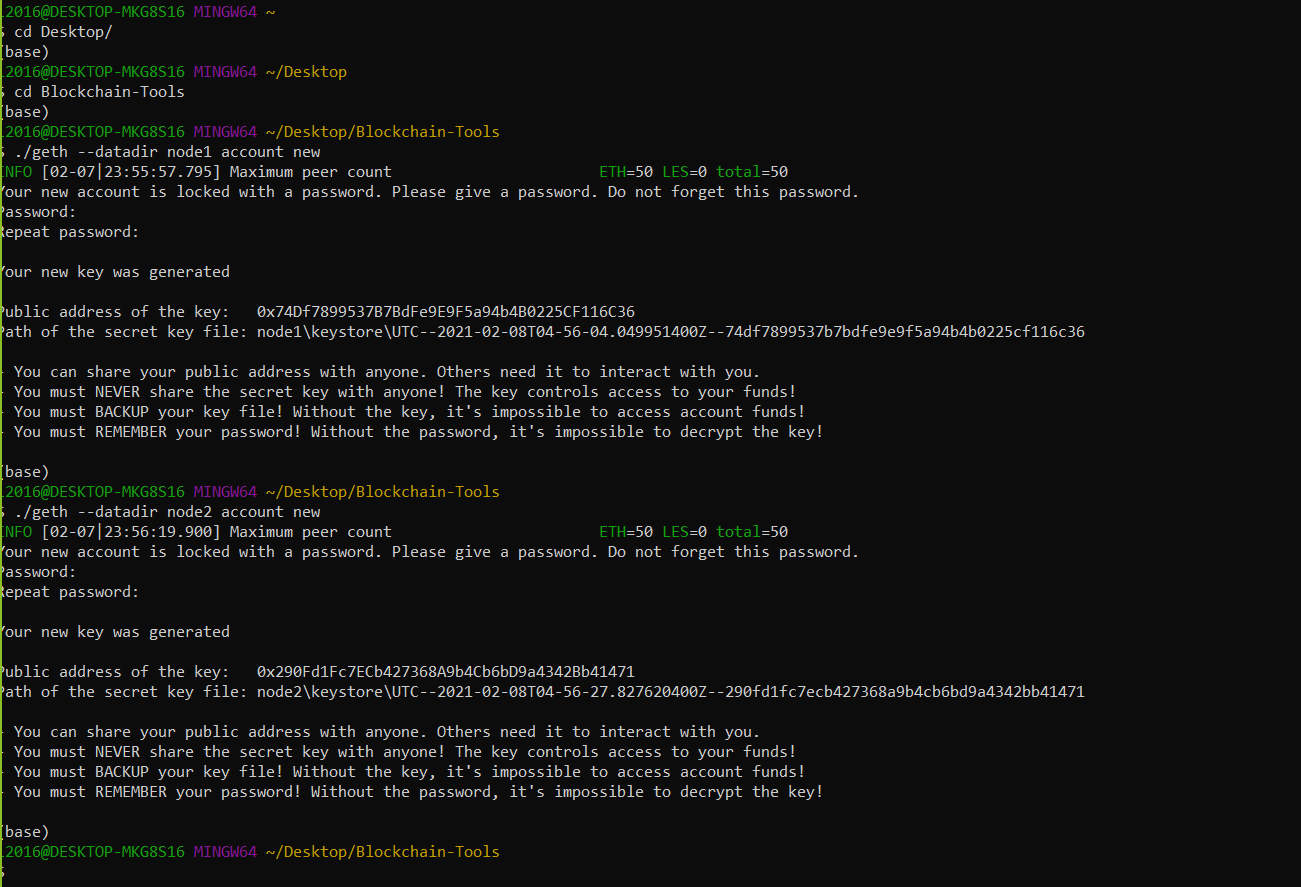 2016@DESKTOP-MKG8S16 MINGW64 ~
$ cd Desktop/
(base)
2016@DESKTOP-MKG8S16 MINGW64 ~/Desktop
$ cd Blockchain-Tools
(base)
2016@DESKTOP-MKG8S16 MINGW64 ~/Desktop/Blockchain-Tools
$ ./geth --datadir node1 account new
INFO [02-07|23:55:57.795] Maximum peer count                       ETH=50 LES=0 total=50
Your new account is locked with a password. Please give a password. Do not forget this password.
Password:
Repeat password:

Your new key was generated

Public address of the key:   0x74Df7899537B7BdFe9E9F5a94b4B0225CF116C36
Path of the secret key file: node1\keystore\UTC--2021-02-08T04-56-04.049951400Z--74df7899537b7bdfe9e9f5a94b4b0225cf116c36

- You can share your public address with anyone. Others need it to interact with you.
- You must NEVER share the secret key with anyone! The key controls access to your funds!
- You must BACKUP your key file! Without the key, it's impossible to access account funds!
- You must REMEMBER your password! Without the password, it's impossible to decrypt the key!

(base)
2016@DESKTOP-MKG8S16 MINGW64 ~/Desktop/Blockchain-Tools
$ ./geth --datadir node2 account new
INFO [02-07|23:56:19.900] Maximum peer count                       ETH=50 LES=0 total=50
Your new account is locked with a password. Please give a password. Do not forget this password.
Password:
Repeat password:

Your new key was generated

Public address of the key:   0x290Fd1Fc7ECb427368A9b4Cb6bD9a4342Bb41471
Path of the secret key file: node2\keystore\UTC--2021-02-08T04-56-27.827620400Z--290fd1fc7ecb427368a9b4cb6bd9a4342bb41471

- You can share your public address with anyone. Others need it to interact with you.
- You must NEVER share the secret key with anyone! The key controls access to your funds!
- You must BACKUP your key file! Without the key, it's impossible to access account funds!
- You must REMEMBER your password! Without the password, it's impossible to decrypt the key!

(base)
2016@DESKTOP-MKG8S16 MINGW64 ~/Desktop/Blockchain-Tools
$